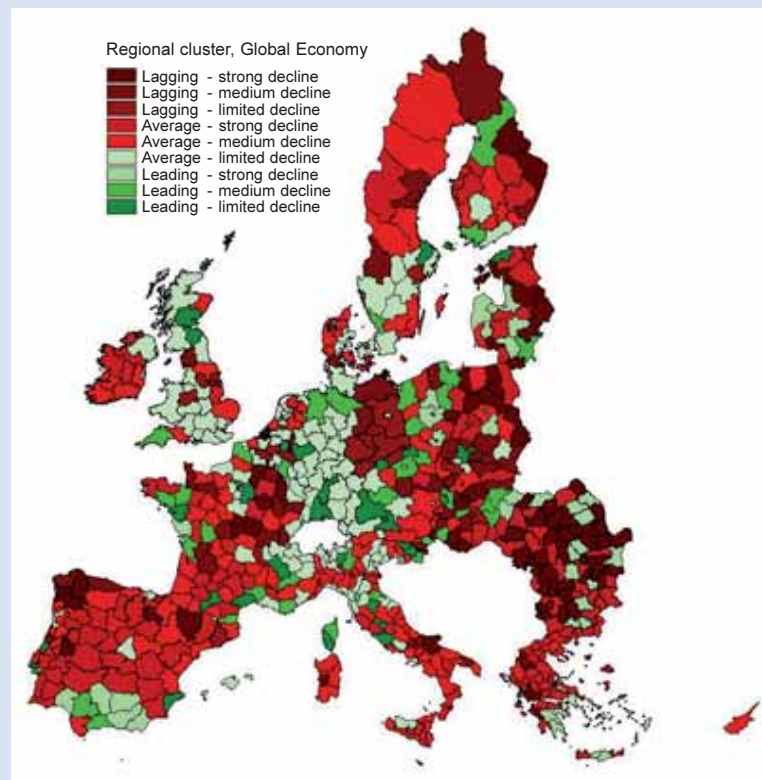 Regional cluster, Global Economy
Lagging - strong decline
Lagging - medium decline
Lagging - limited decline
Average - strong decline
Average - medium decline
Average - limited decline
Leading - strong decline
Leading - medium decline
Leading - limited decline